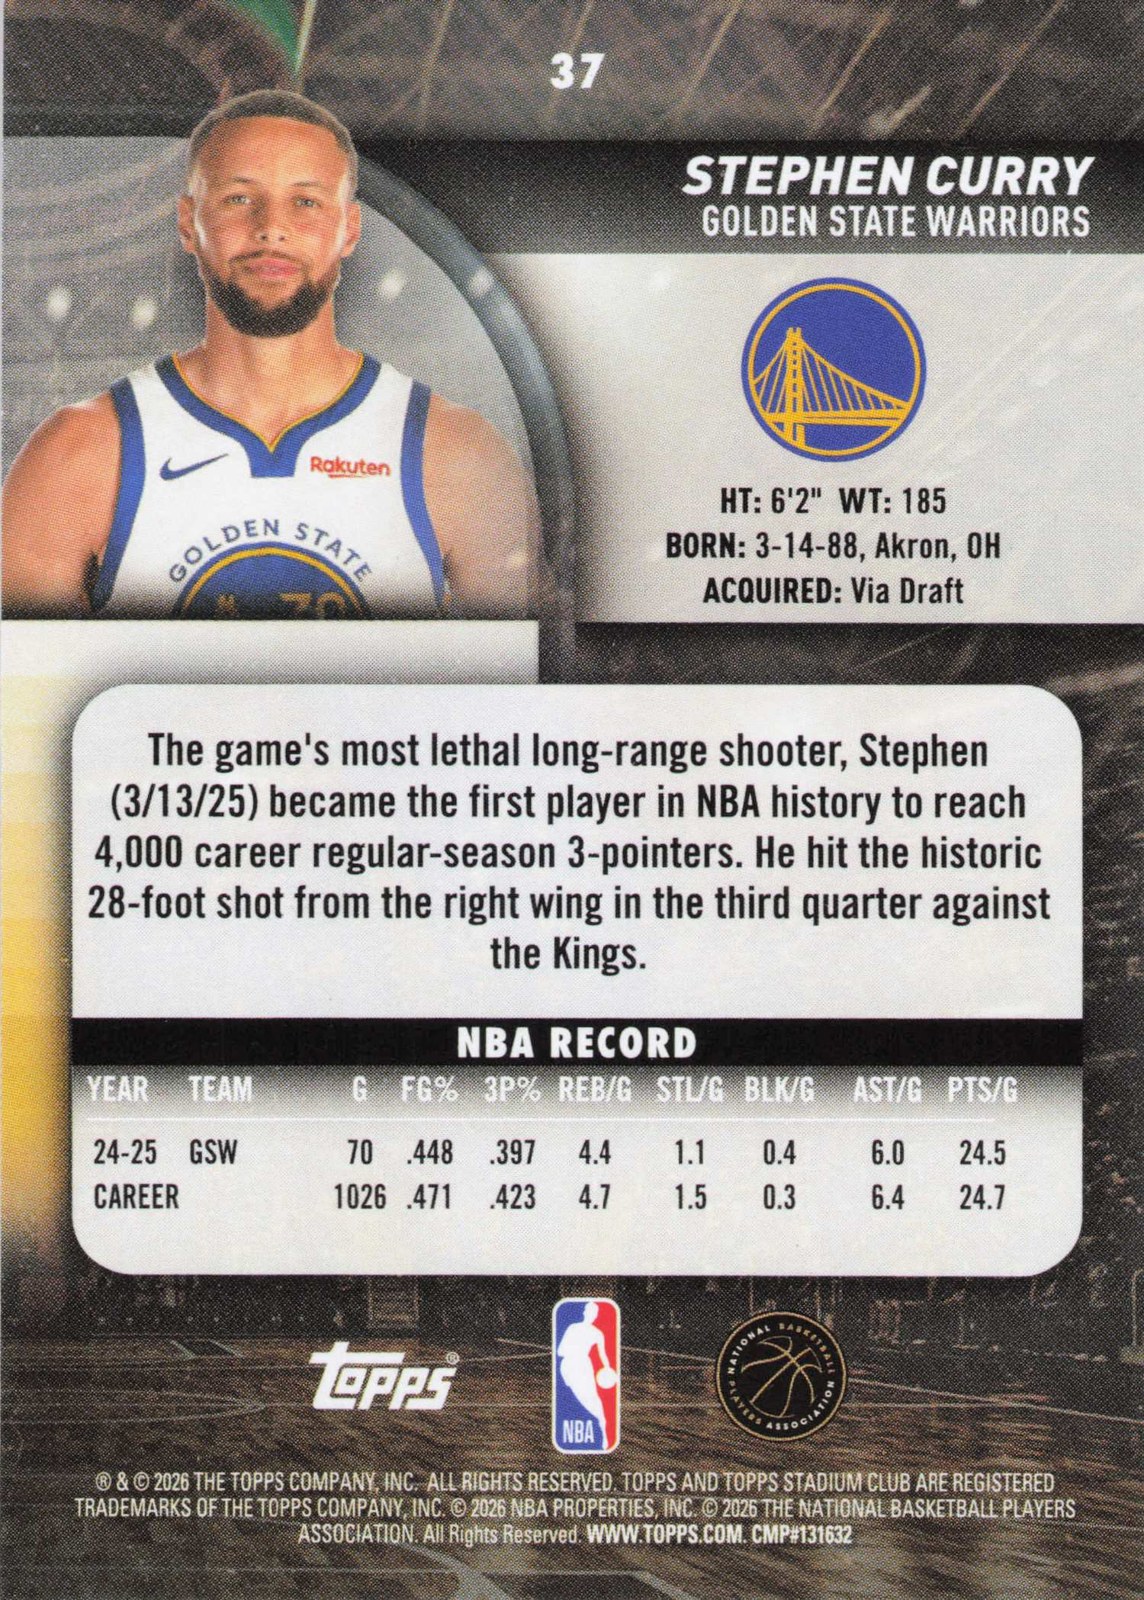 37
STEPHEN CURRY
GOLDEN STATE WARRIORS
Rakuten
GOLDEN STATE
HT: 6'2" WT: 185
BORN: 3-14-88, Akron, OH
ACQUIRED: Via Draft
The game's most lethal long-range shooter, Stephen
(3/13/25) became the first player in NBA history to reach
4,000 career regular-season 3-pointers. He hit the historic
28-foot shot from the right wing in the third quarter against
the Kings.
NBA RECORD
YEAR TEAM G FG% 3P% REB/G STL/G BLK/G AST/G PTS/G
24-25 GSW 70 .448 .397 4.4 1.1 0.4 6.0 24.5
CAREER 1026 .471 .423 4.7 1.5 0.3 6.4 24.7
TOPPS®
NBA
NATIONAL BASKETBALL PLAYERS ASSOCIATION
® & © 2026 THE TOPPS COMPANY, INC. ALL RIGHTS RESERVED. TOPPS AND TOPPS STADIUM CLUB ARE REGISTERED
TRADEMARKS OF THE TOPPS COMPANY, INC. © 2026 NBA PROPERTIES, INC. © 2026 THE NATIONAL BASKETBALL PLAYERS
ASSOCIATION. All Rights Reserved. WWW.TOPPS.COM. CMP#131632